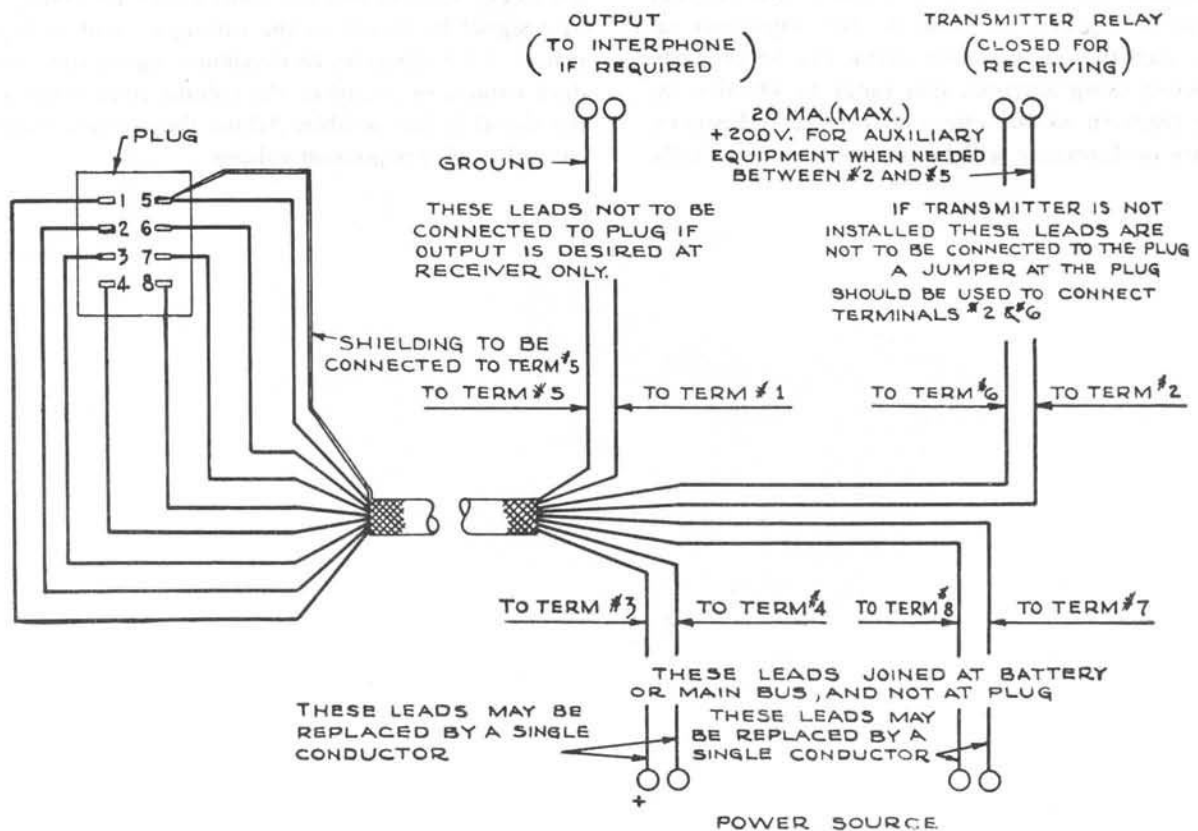 OUTPUT
(TO INTERPHONE
IF REQUIRED)
TRANSMITTER RELAY
(CLOSED FOR
RECEIVING)
PLUG
1 5
2 6
3 7
4 8
GROUND
20 MA.(MAX.)
+200V. FOR AUXILIARY
EQUIPMENT WHEN NEEDED
BETWEEN #2 AND #5
THESE LEADS NOT TO BE
CONNECTED TO PLUG IF
OUTPUT IS DESIRED AT
RECEIVER ONLY.
IF TRANSMITTER IS NOT
INSTALLED THESE LEADS ARE
NOT TO BE CONNECTED TO THE PLUG
A JUMPER AT THE PLUG
SHOULD BE USED TO CONNECT
TERMINALS #2 & #6
SHIELDING TO BE
CONNECTED TO TERM #5
TO TERM #5
TO TERM #1
TO TERM #6
TO TERM #2
TO TERM #3
TO TERM #4
TO TERM #8
TO TERM #7
THESE LEADS JOINED AT BATTERY
OR MAIN BUS, AND NOT AT PLUG
THESE LEADS MAY BE
REPLACED BY A SINGLE
CONDUCTOR
THESE LEADS MAY
BE REPLACED BY A
SINGLE CONDUCTOR
+
POWER SOURCE